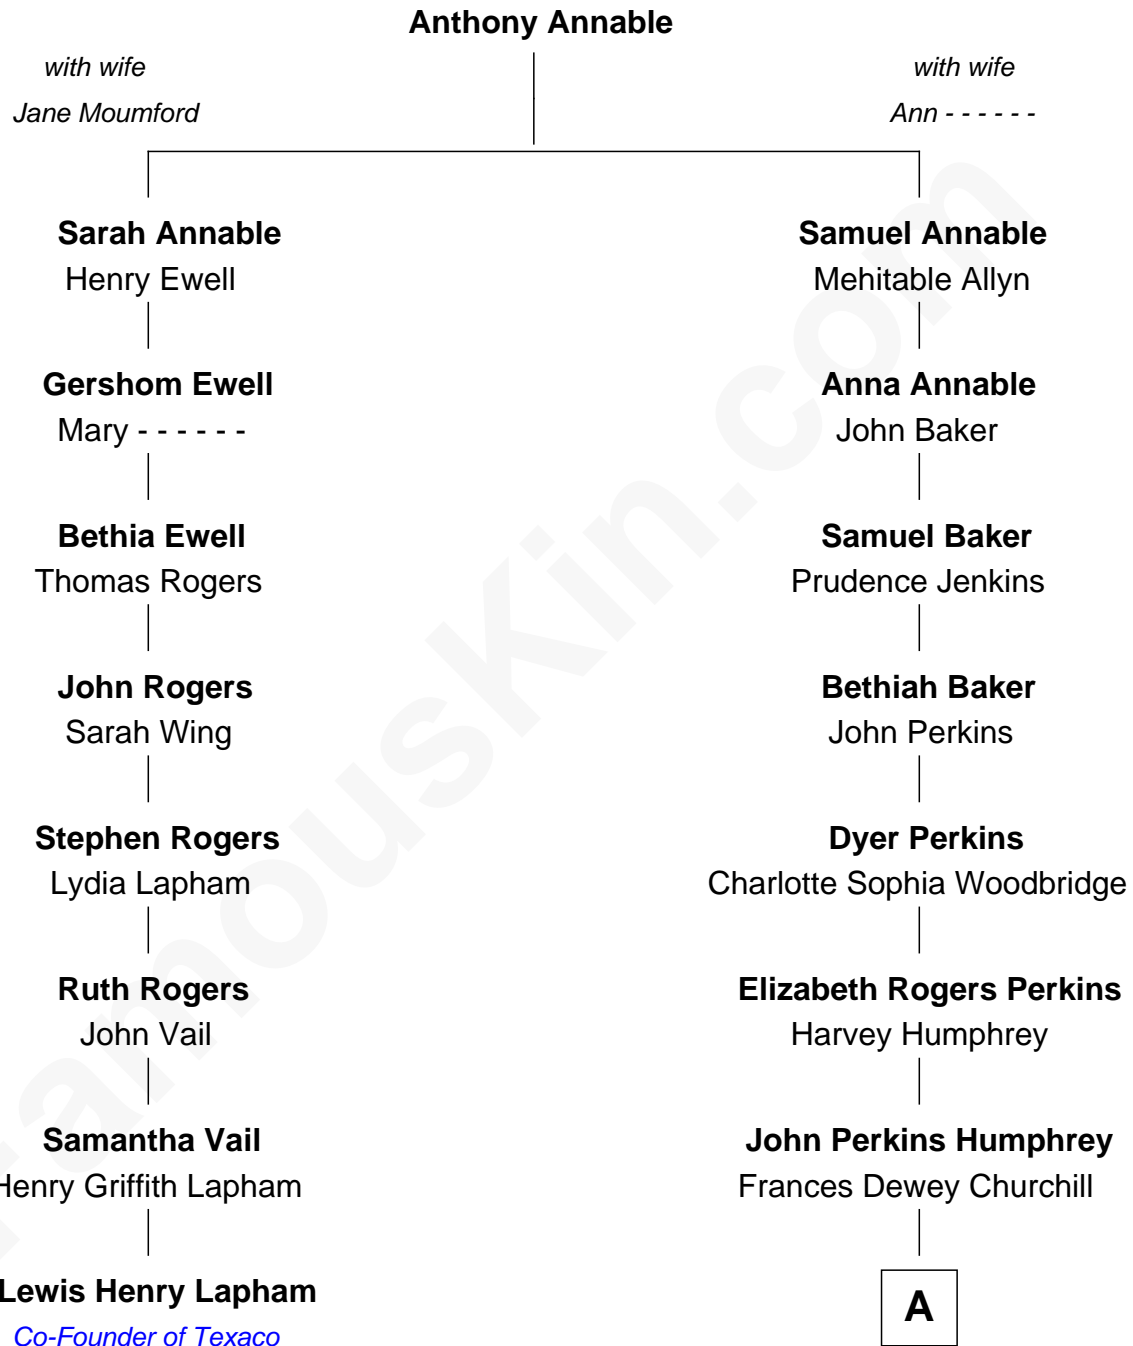 Anthony Annable
with wife
Jane Moumford
with wife
Ann - - - - - -
Sarah Annable
Henry Ewell
Samuel Annable
Mehitable Allyn
Gershom Ewell
Mary - - - - - -
Anna Annable
John Baker
Bethia Ewell
Thomas Rogers
Samuel Baker
Prudence Jenkins
John Rogers
Sarah Wing
Bethiah Baker
John Perkins
Stephen Rogers
Lydia Lapham
Dyer Perkins
Charlotte Sophia Woodbridge
Ruth Rogers
John Vail
Elizabeth Rogers Perkins
Harvey Humphrey
Samantha Vail
Henry Griffith Lapham
John Perkins Humphrey
Frances Dewey Churchill
Lewis Henry Lapham
Co-Founder of Texaco
A
FamousKin.com